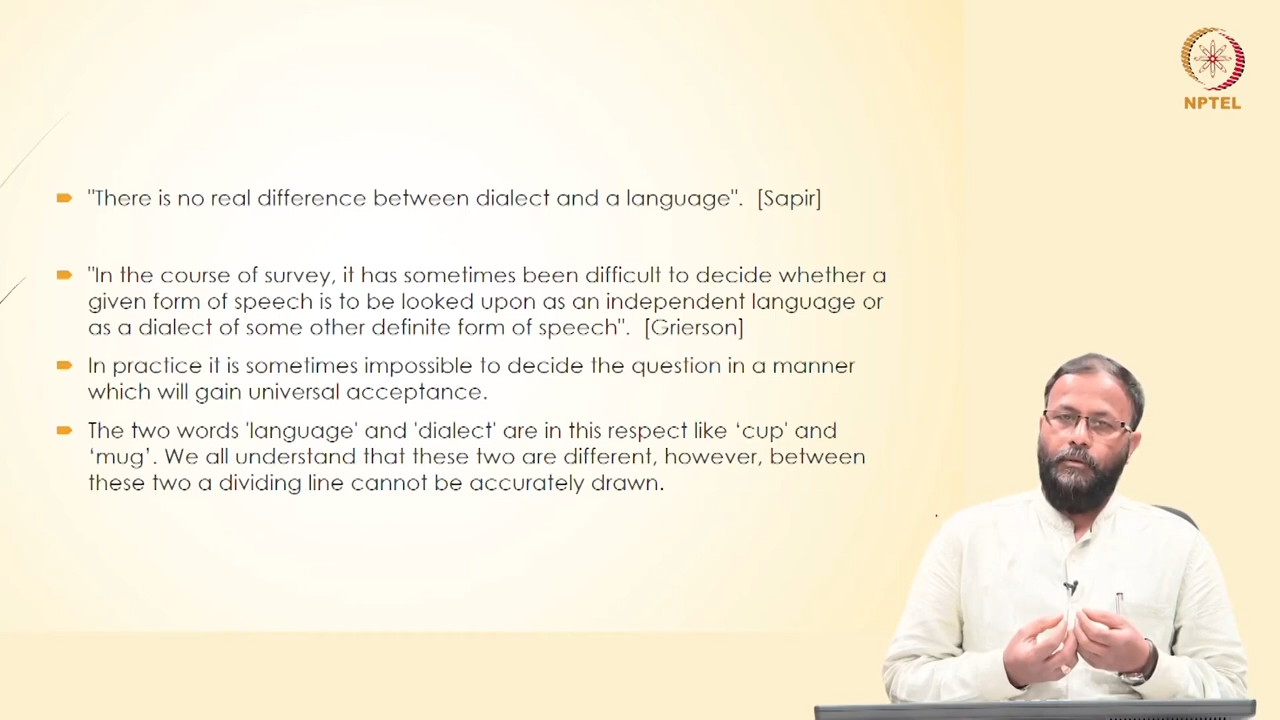 NPTEL
"There is no real difference between dialect and a language". [Sapir]
"In the course of survey, it has sometimes been difficult to decide whether a
given form of speech is to be looked upon as an independent language or
as a dialect of some other definite form of speech". [Grierson]
In practice it is sometimes impossible to decide the question in a manner
which will gain universal acceptance.
The two words 'language' and 'dialect' are in this respect like ‘cup' and
‘mug’. We all understand that these two are different, however, between
these two a dividing line cannot be accurately drawn.